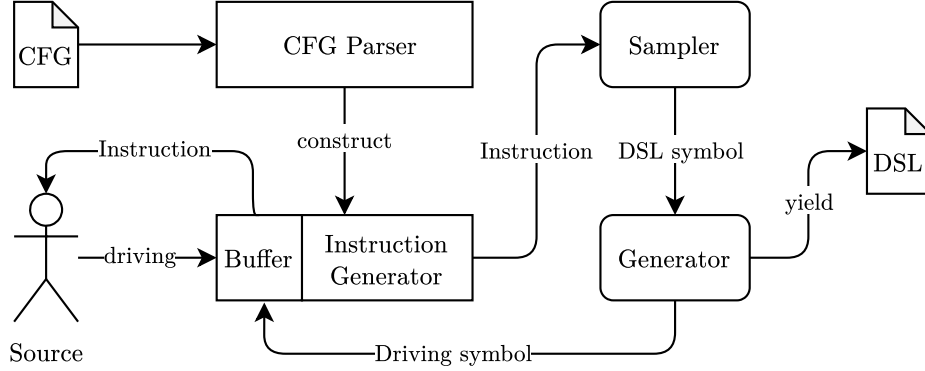 CFG
CFG Parser
Sampler
construct
Instruction
Instruction
DSL symbol
DSL
yield
driving
Buffer
Instruction
Generator
Generator
Source
Driving symbol